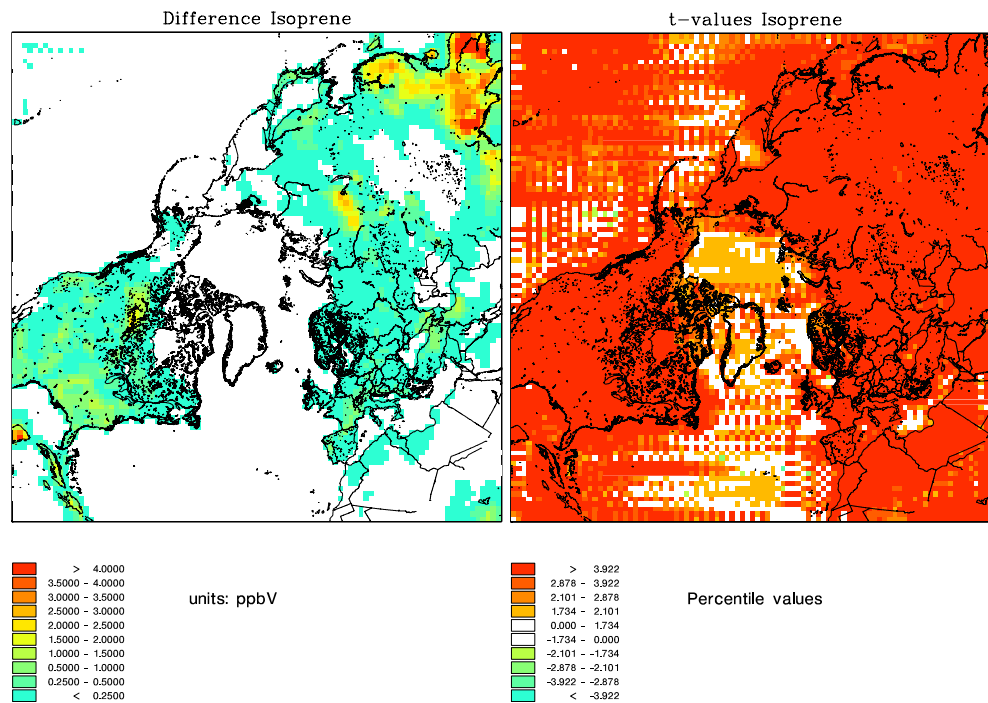 Difference Isoprene
t-values Isoprene
> 4.0000
3.5000 - 4.0000
3.0000 - 3.5000
2.5000 - 3.0000
2.0000 - 2.5000
1.5000 - 2.0000
1.0000 - 1.5000
0.5000 - 1.0000
0.2500 - 0.5000
< 0.2500
units: ppbV
> 3.922
2.878 - 3.922
2.101 - 2.878
1.734 - 2.101
0.000 - 1.734
-1.734 - 0.000
-2.101 - -1.734
-2.878 - -2.101
-3.922 - -2.878
< -3.922
Percentile values